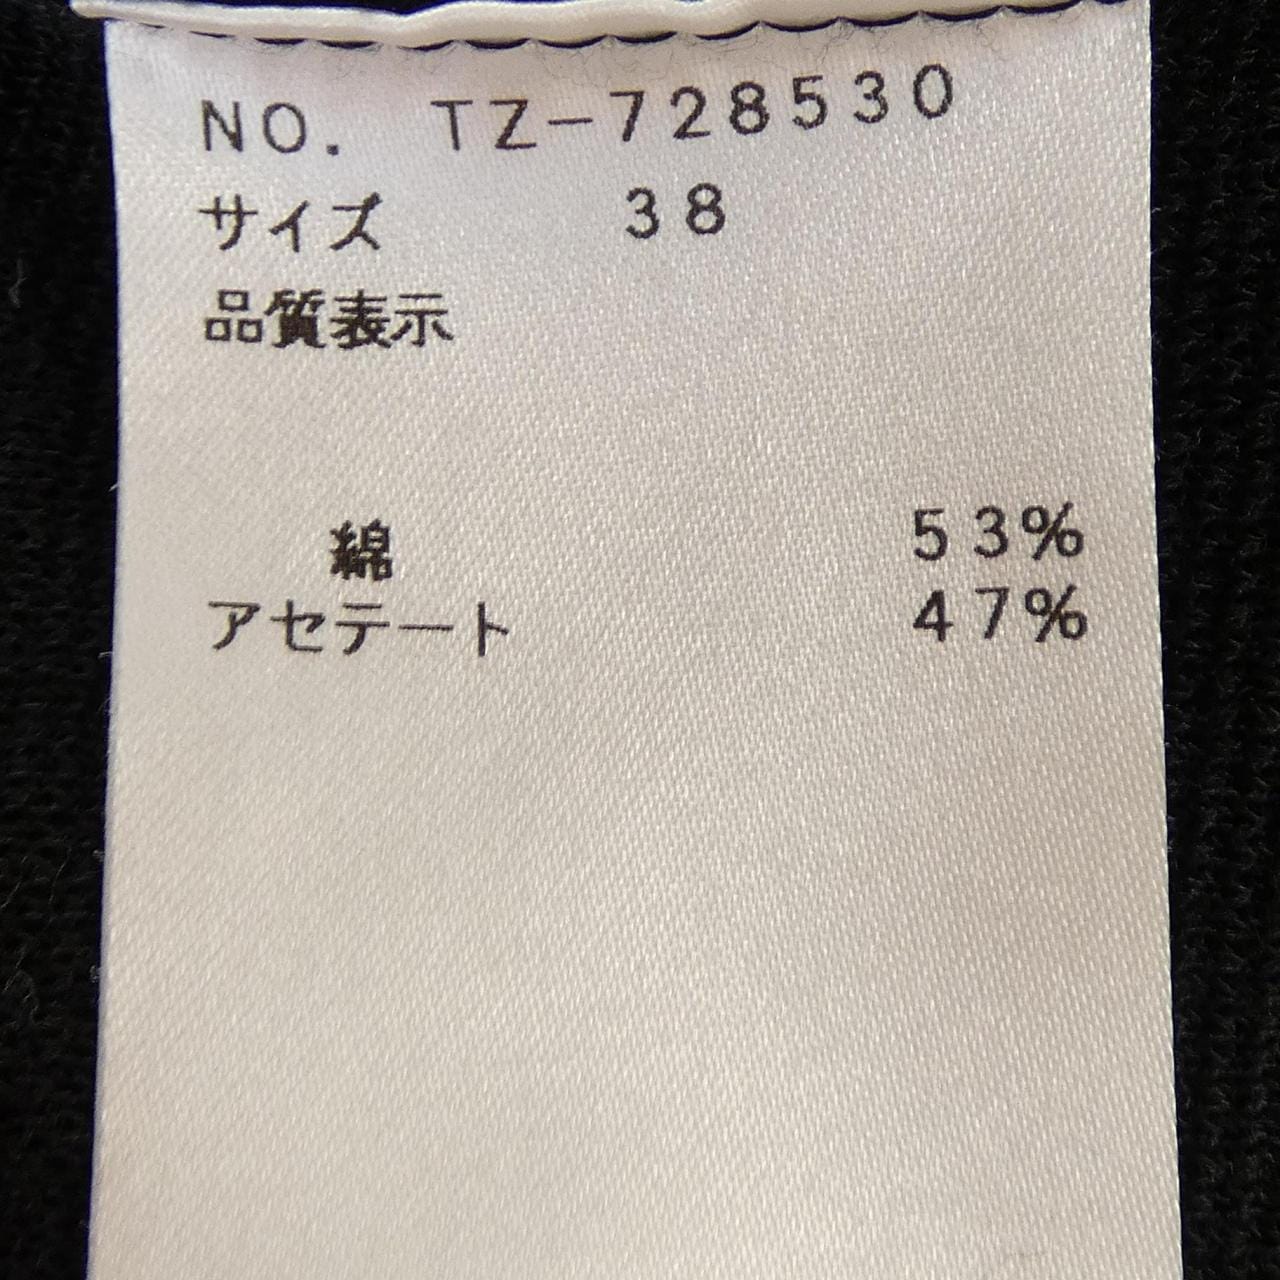 NO. TZ-728530
サイズ 38
品質表示
綿 53%
アセテート 47%